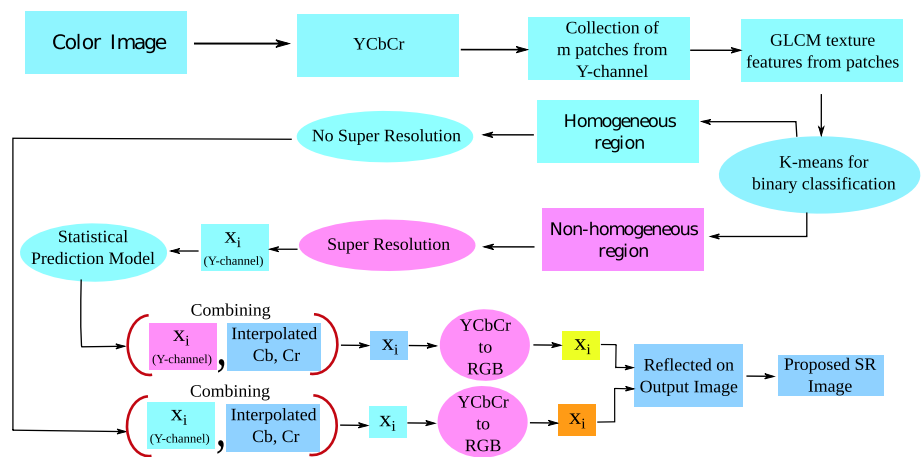 Color Image
YCbCr
Collection of
m patches from
Y-channel
GLCM texture
features from patches
K-means for
binary classification
Homogeneous
region
No Super Resolution
Non-homogeneous
region
Super Resolution
xi
(Y-channel)
Statistical
Prediction Model
Combining
xi
(Y-channel)
,
Interpolated
Cb, Cr
xi
YCbCr
to
RGB
xi
Combining
xi
(Y-channel)
,
Interpolated
Cb, Cr
xi
YCbCr
to
RGB
xi
Reflected on
Output Image
Proposed SR
Image